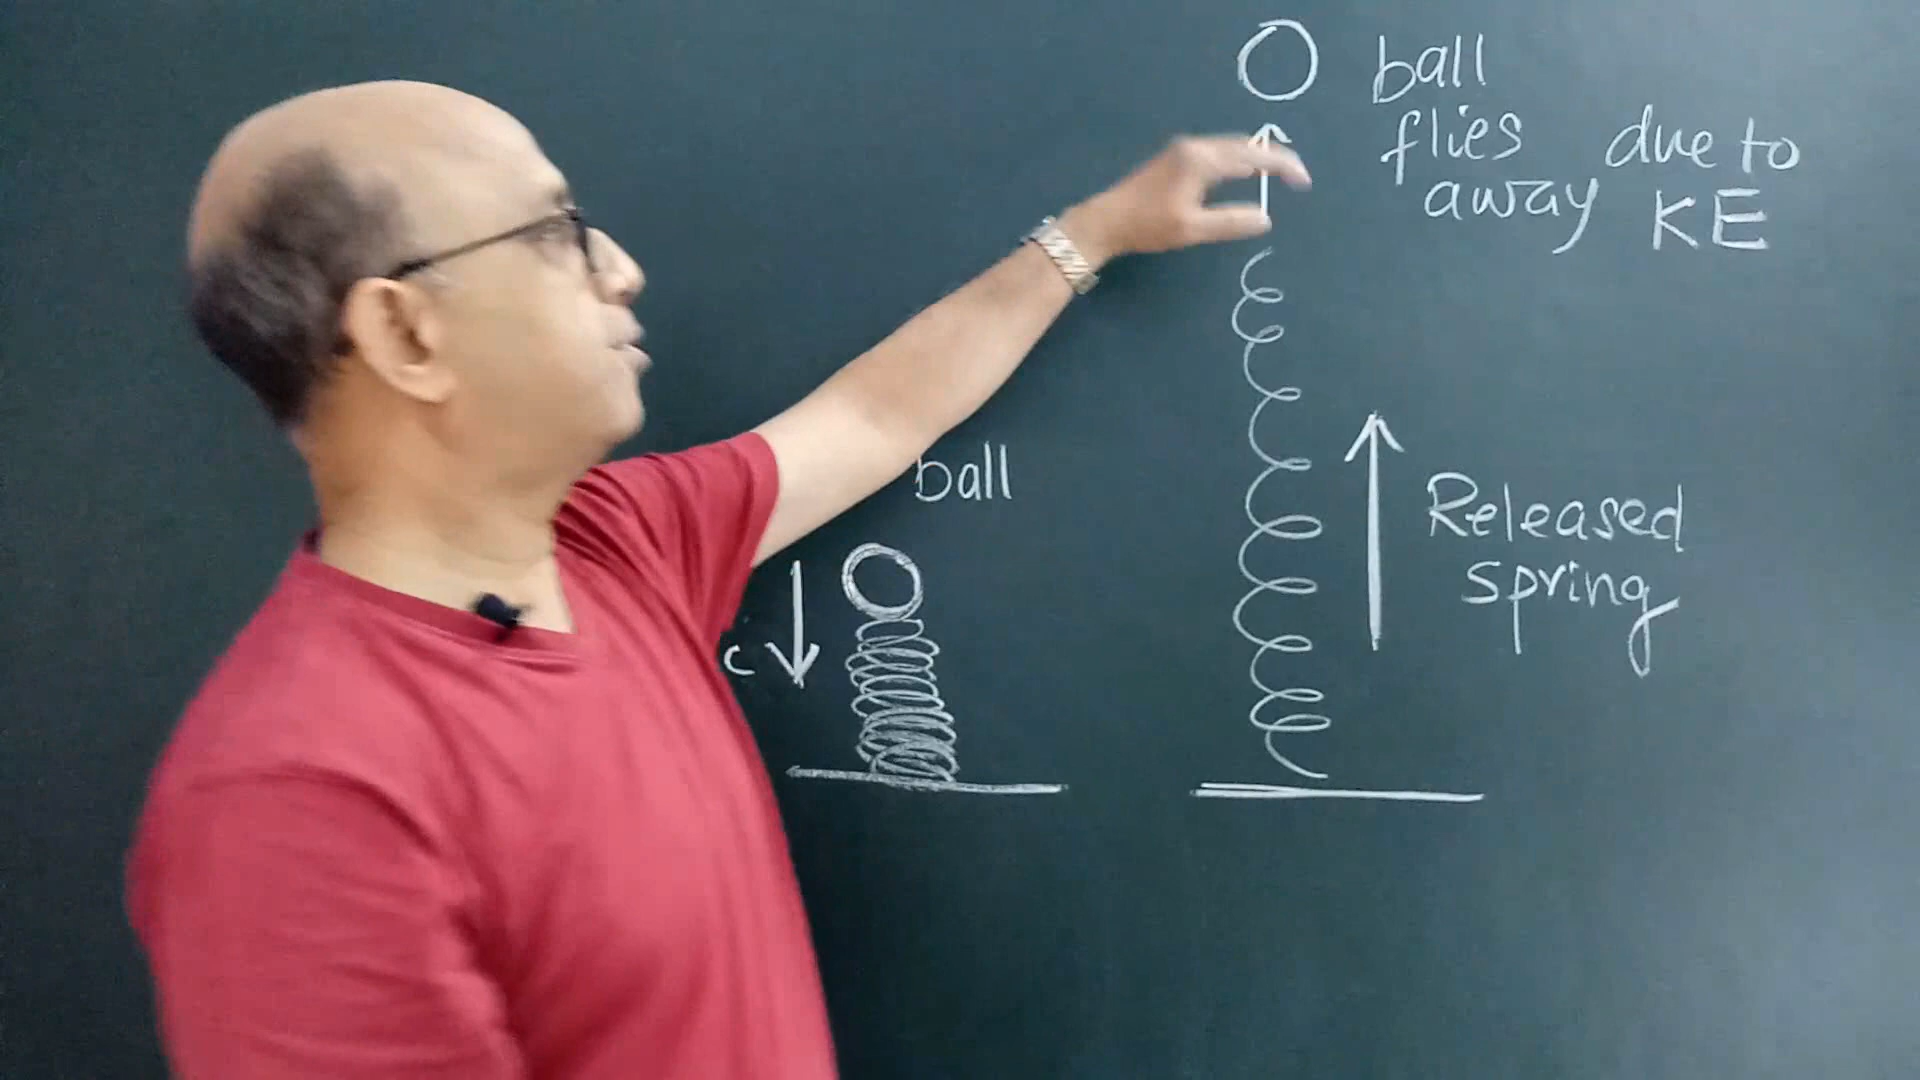 ball
flies due to
away KE
ball
c
Released
spring